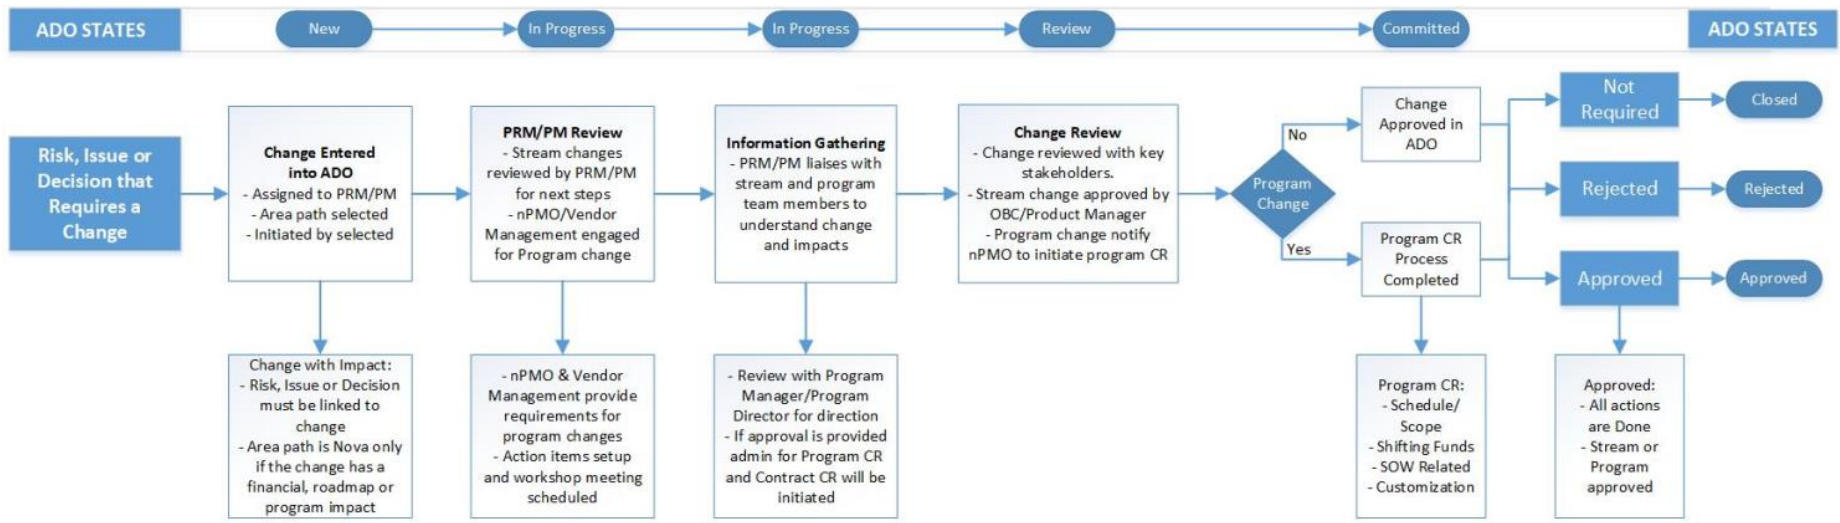 ADO STATES
New
In Progress
In Progress
Review
Committed
ADO STATES
Risk, Issue or
Decision that
Requires a
Change
Change Entered
into ADO
- Assigned to PRM/PM
- Area path selected
- Initiated by selected
PRM/PM Review
- Stream changes
reviewed by PRM/PM
for next steps
- nPMO/Vendor
Management engaged
for Program change
Information Gathering
- PRM/PM liaises with
stream and program
team members to
understand change
and impacts
Change Review
- Change reviewed with key
stakeholders.
- Stream change approved by
OBC/Product Manager
- Program change notify
nPMO to initiate program CR
Program
Change
No
Yes
Change
Approved in
ADO
Program CR
Process
Completed
Not
Required
Closed
Rejected
Rejected
Approved
Approved
Change with Impact:
- Risk, Issue or Decision
must be linked to
change
- Area path is Nova only
if the change has a
financial, roadmap or
program impact
- nPMO & Vendor
Management provide
requirements for
program changes
- Action items setup
and workshop meeting
scheduled
- Review with Program
Manager/Program
Director for direction
- If approval is provided
admin for Program CR
and Contract CR will be
initiated
Program CR:
- Schedule/
Scope
- Shifting Funds
- SOW Related
- Customization
Approved:
- All actions
are Done
- Stream or
Program
approved